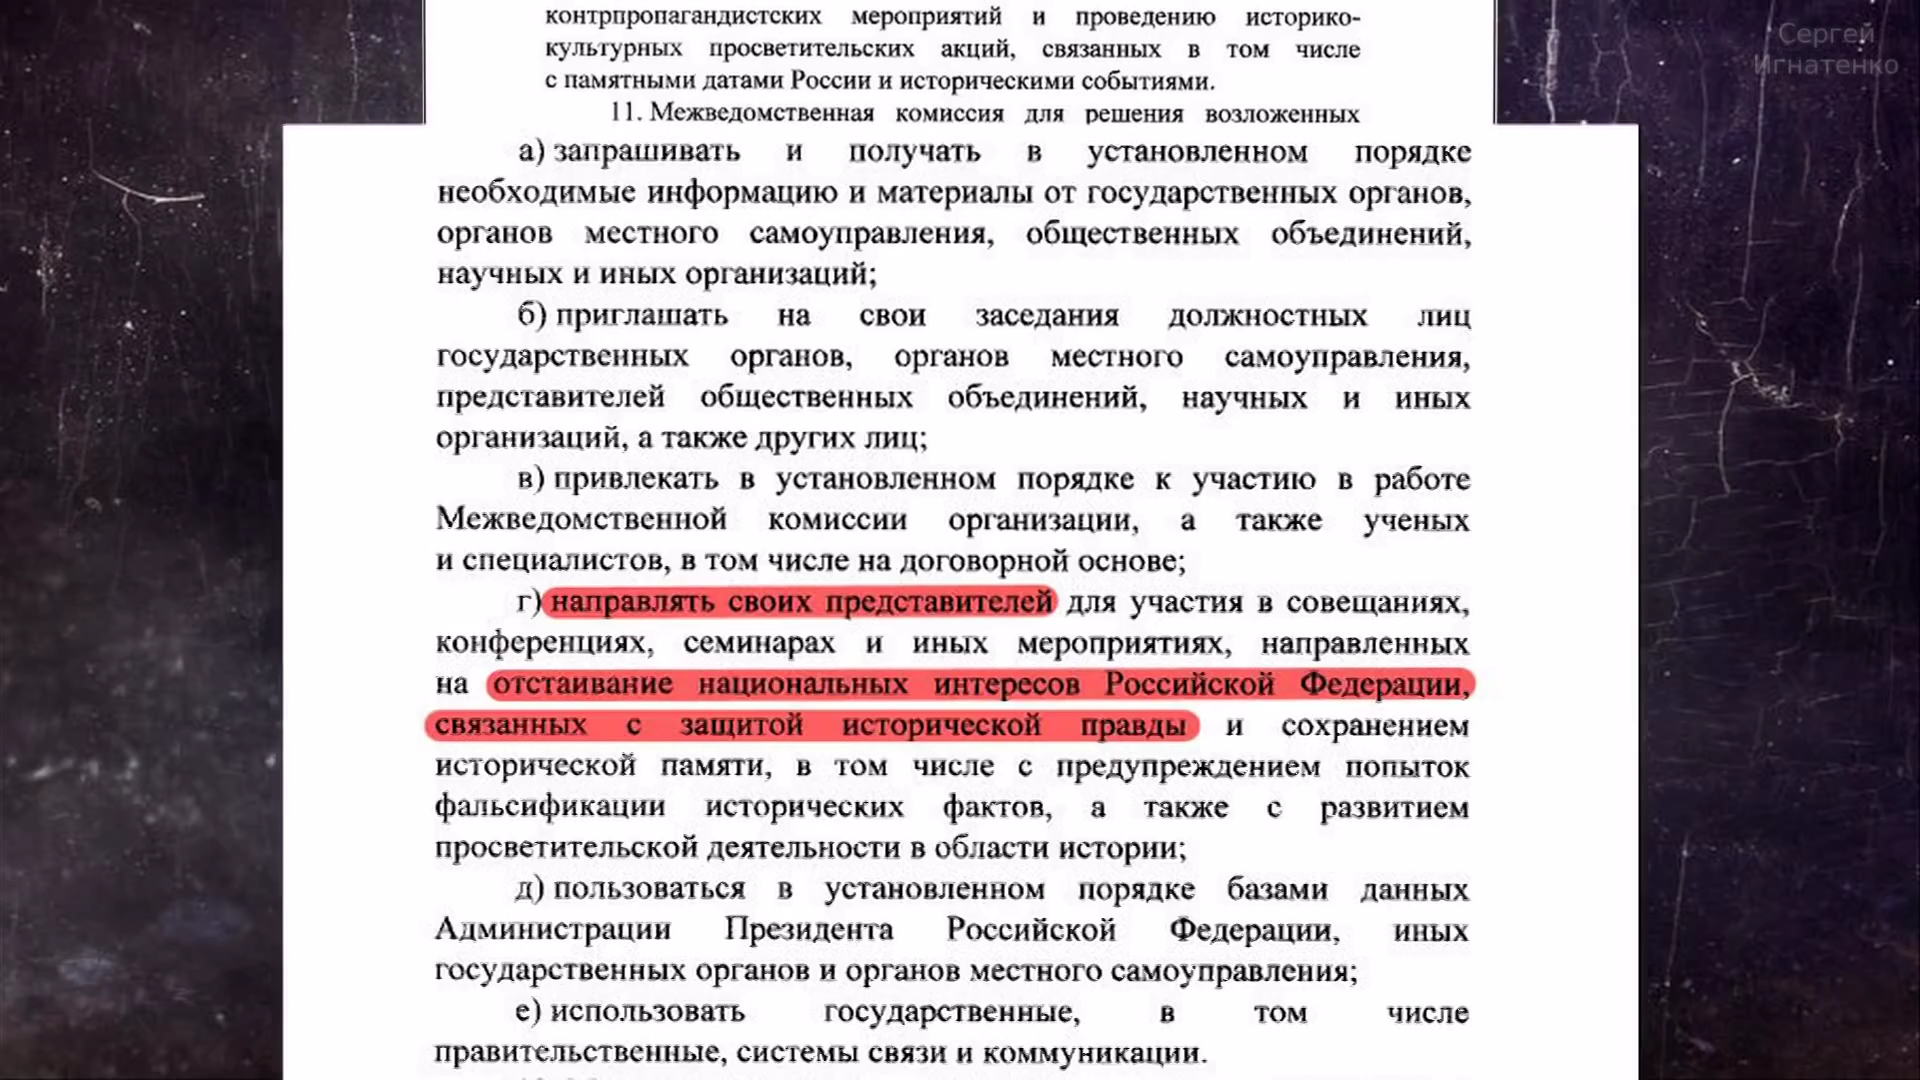 контрпропагандистских мероприятий и проведению историко-
культурных просветительских акций, связанных в том числе
с памятными датами России и историческими событиями.
11. Межведомственная комиссия для решения возложенных
а) запрашивать и получать в установленном порядке
необходимые информацию и материалы от государственных органов,
органов местного самоуправления, общественных объединений,
научных и иных организаций;
б) приглашать на свои заседания должностных лиц
государственных органов, органов местного самоуправления,
представителей общественных объединений, научных и иных
организаций, а также других лиц;
в) привлекать в установленном порядке к участию в работе
Межведомственной комиссии организации, а также ученых
и специалистов, в том числе на договорной основе;
г) направлять своих представителей для участия в совещаниях,
конференциях, семинарах и иных мероприятиях, направленных
на отстаивание национальных интересов Российской Федерации,
связанных с защитой исторической правды и сохранением
исторической памяти, в том числе с предупреждением попыток
фальсификации исторических фактов, а также с развитием
просветительской деятельности в области истории;
д) пользоваться в установленном порядке базами данных
Администрации Президента Российской Федерации, иных
государственных органов и органов местного самоуправления;
е) использовать государственные, в том числе
правительственные, системы связи и коммуникации.
Сергей
Игнатенко